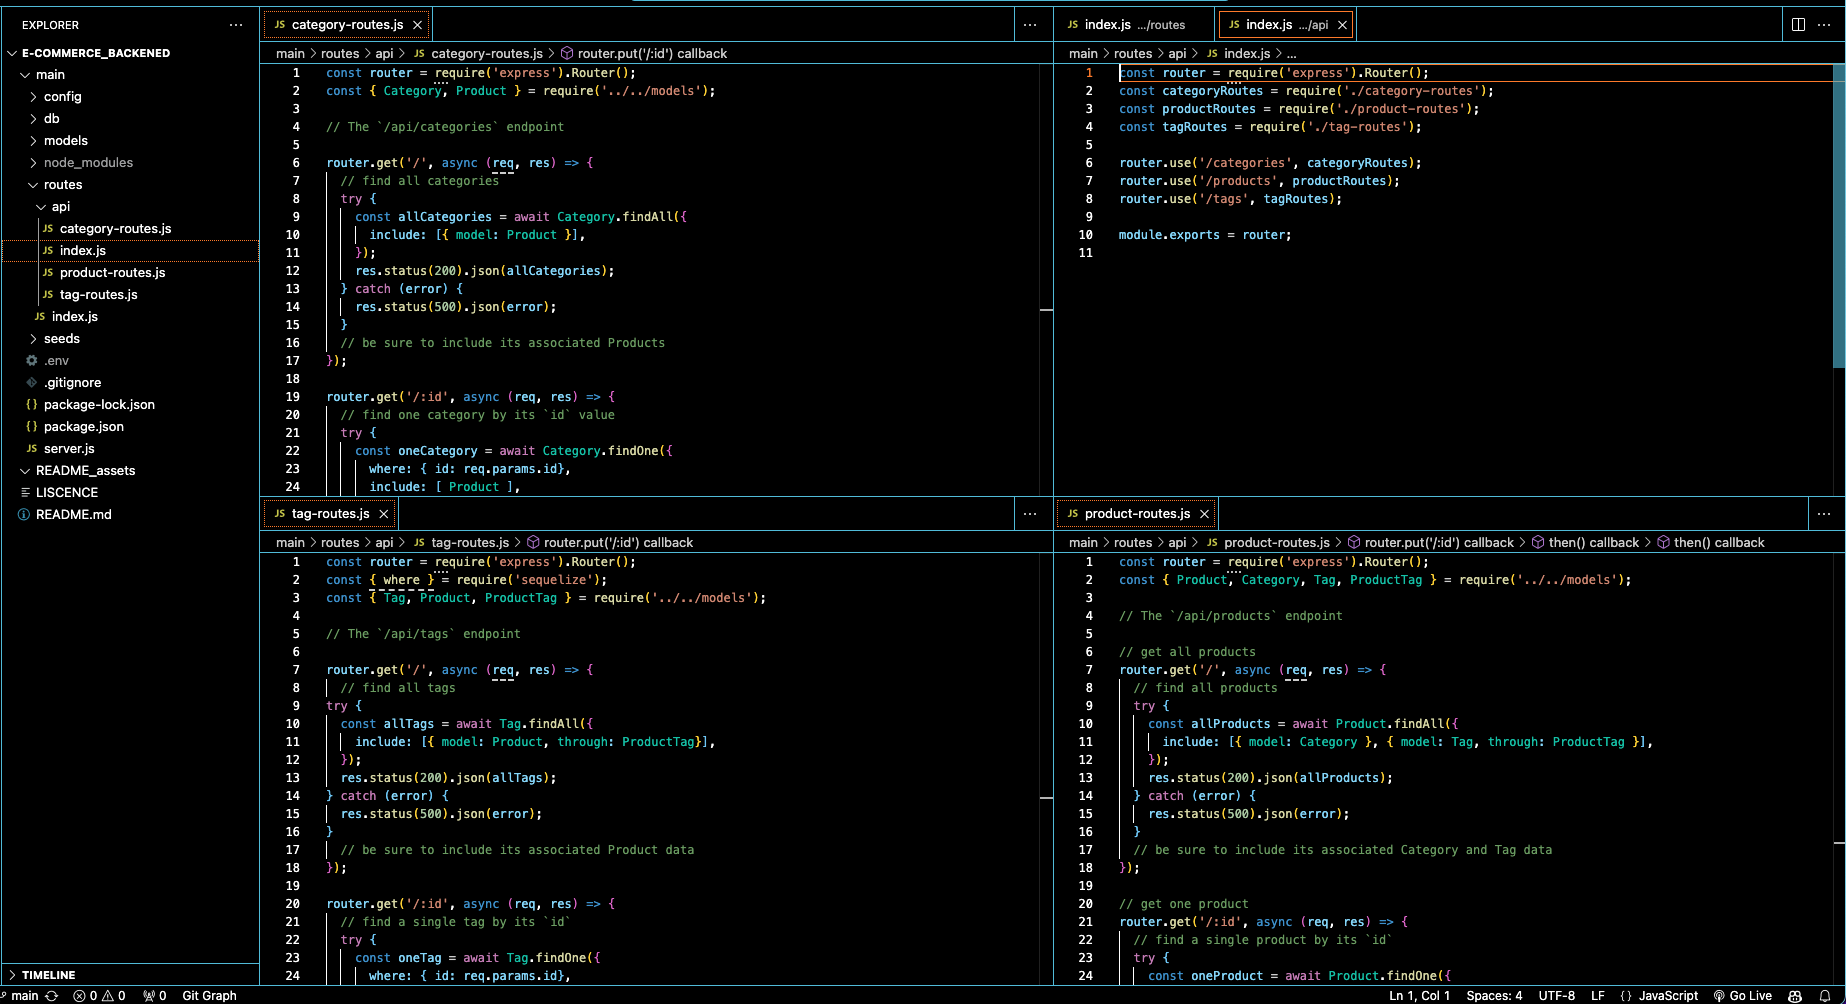 EXPLORER
E-COMMERCE_BACKENED
main
config
db
models
node_modules
routes
api
category-routes.js
index.js
product-routes.js
tag-routes.js
index.js
seeds
.env
.gitignore
package-lock.json
package.json
server.js
README_assets
LISCENCE
README.md
TIMELINE
JS category-routes.js
main > routes > api > JS category-routes.js > router.put('/:id') callback
1 const router = require('express').Router();
2 const { Category, Product } = require('../../models');
3
4 // The `/api/categories` endpoint
5
6 router.get('/', async (req, res) => {
7 // find all categories
8 try {
9 const allCategories = await Category.findAll({
10 include: [{ model: Product }],
11 });
12 res.status(200).json(allCategories);
13 } catch (error) {
14 res.status(500).json(error);
15 }
16 // be sure to include its associated Products
17 });
18
19 router.get('/:id', async (req, res) => {
20 // find one category by its `id` value
21 try {
22 const oneCategory = await Category.findOne({
23 where: { id: req.params.id},
24 include: [ Product ],
JS index.js .../routes
JS index.js .../api
main > routes > api > JS index.js > ...
1 const router = require('express').Router();
2 const categoryRoutes = require('./category-routes');
3 const productRoutes = require('./product-routes');
4 const tagRoutes = require('./tag-routes');
5
6 router.use('/categories', categoryRoutes);
7 router.use('/products', productRoutes);
8 router.use('/tags', tagRoutes);
9
10 module.exports = router;
11
JS tag-routes.js
main > routes > api > JS tag-routes.js > router.put('/:id') callback
1 const router = require('express').Router();
2 const { where } = require('sequelize');
3 const { Tag, Product, ProductTag } = require('../../models');
4
5 // The `/api/tags` endpoint
6
7 router.get('/', async (req, res) => {
8 // find all tags
9 try {
10 const allTags = await Tag.findAll({
11 include: [{ model: Product, through: ProductTag}],
12 });
13 res.status(200).json(allTags);
14 } catch (error) {
15 res.status(500).json(error);
16 }
17 // be sure to include its associated Product data
18 });
19
20 router.get('/:id', async (req, res) => {
21 // find a single tag by its `id`
22 try {
23 const oneTag = await Tag.findOne({
24 where: { id: req.params.id},
JS product-routes.js
main > routes > api > JS product-routes.js > router.put('/:id') callback > then() callback > then() callback
1 const router = require('express').Router();
2 const { Product, Category, Tag, ProductTag } = require('../../models');
3
4 // The `/api/products` endpoint
5
6 // get all products
7 router.get('/', async (req, res) => {
8 // find all products
9 try {
10 const allProducts = await Product.findAll({
11 include: [{ model: Category }, { model: Tag, through: ProductTag }],
12 });
13 res.status(200).json(allProducts);
14 } catch (error) {
15 res.status(500).json(error);
16 }
17 // be sure to include its associated Category and Tag data
18 });
19
20 // get one product
21 router.get('/:id', async (req, res) => {
22 // find a single product by its `id`
23 try {
24 const oneProduct = await Product.findOne({
main 0 0 0 Git Graph Ln 1, Col 1 Spaces: 4 UTF-8 LF {} JavaScript Go Live